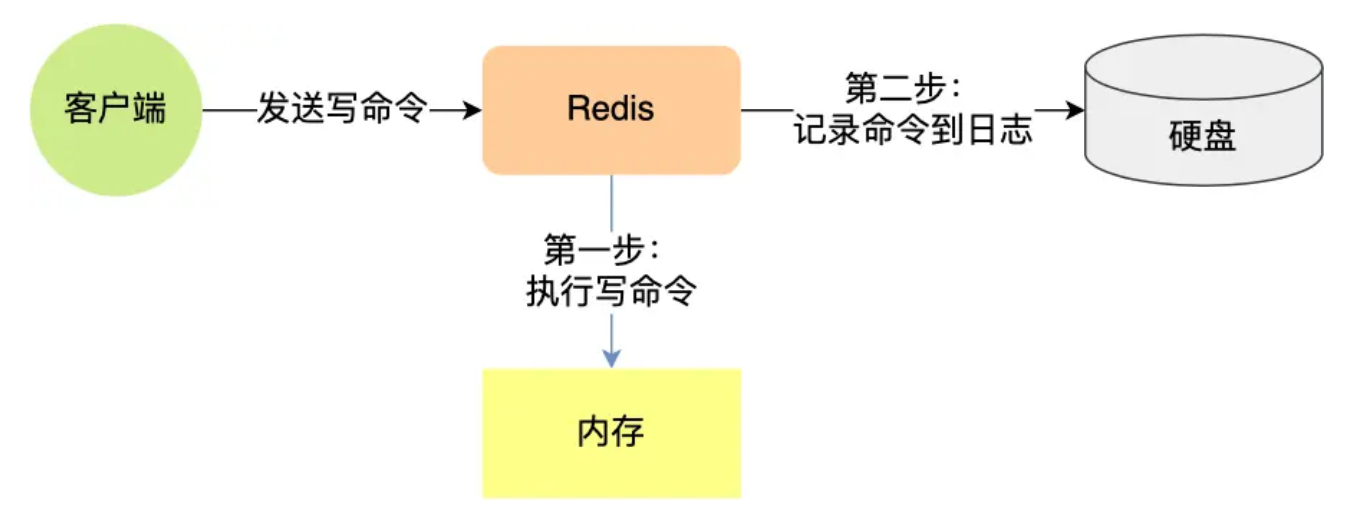 客户端
发送写命令
Redis
第二步：
记录命令到日志
硬盘
第一步：
执行写命令
内存